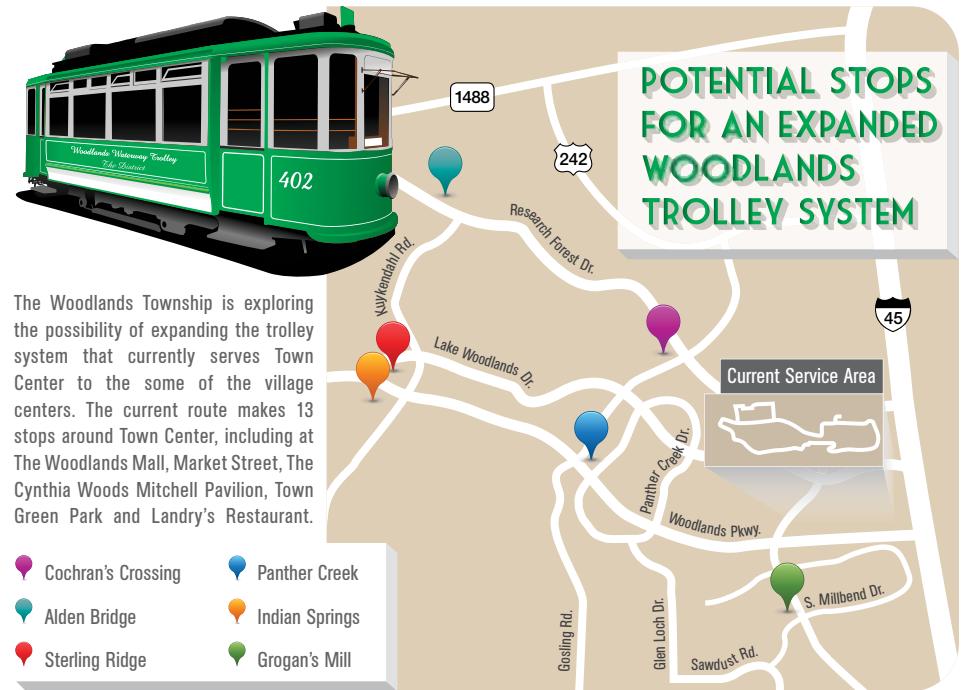 POTENTIAL STOPS
FOR AN EXPANDED
WOODLANDS
TROLLEY SYSTEM
Woodlands Waterway Trolley
The District
402
1488
242
45
Research Forest Dr.
Kuykendahl Rd.
Lake Woodlands Dr.
Current Service Area
Panther Creek Dr.
Woodlands Pkwy.
S. Millbend Dr.
Gosling Rd.
Glen Loch Dr.
Sawdust Rd.
The Woodlands Township is exploring
the possibility of expanding the trolley
system that currently serves Town
Center to the some of the village
centers. The current route makes 13
stops around Town Center, including at
The Woodlands Mall, Market Street, The
Cynthia Woods Mitchell Pavilion, Town
Green Park and Landry's Restaurant.
Cochran's Crossing
Alden Bridge
Sterling Ridge
Panther Creek
Indian Springs
Grogan's Mill